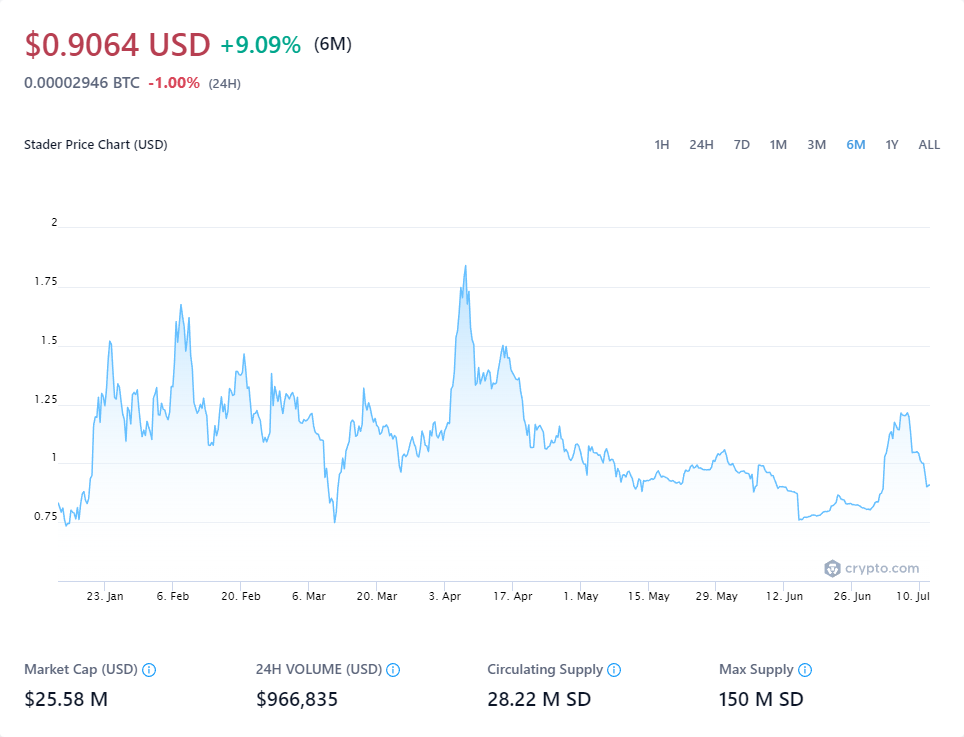 $0.9064 USD +9.09% (6M)
0.00002946 BTC -1.00% (24H)
Stader Price Chart (USD)
1H 24H 7D 1M 3M 6M 1Y ALL
2
1.75
1.5
1.25
1
0.75
crypto.com
23. Jan 6. Feb 20. Feb 6. Mar 20. Mar 3. Apr 17. Apr 1. May 15. May 29. May 12. Jun 26. Jun 10. Jul
Market Cap (USD) 24H VOLUME (USD) Circulating Supply Max Supply
$25.58 M $966,835 28.22 M SD 150 M SD